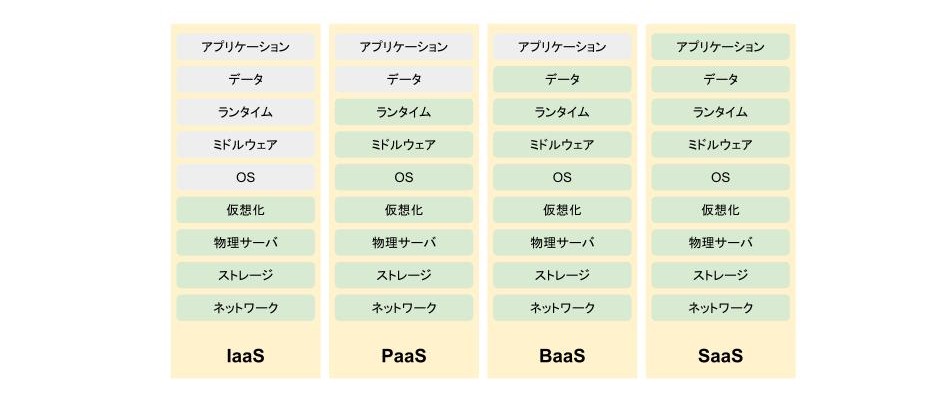 アプリケーション
データ
ランタイム
ミドルウェア
OS
仮想化
物理サーバ
ストレージ
ネットワーク
IaaS
アプリケーション
データ
ランタイム
ミドルウェア
OS
仮想化
物理サーバ
ストレージ
ネットワーク
PaaS
アプリケーション
データ
ランタイム
ミドルウェア
OS
仮想化
物理サーバ
ストレージ
ネットワーク
BaaS
アプリケーション
データ
ランタイム
ミドルウェア
OS
仮想化
物理サーバ
ストレージ
ネットワーク
SaaS